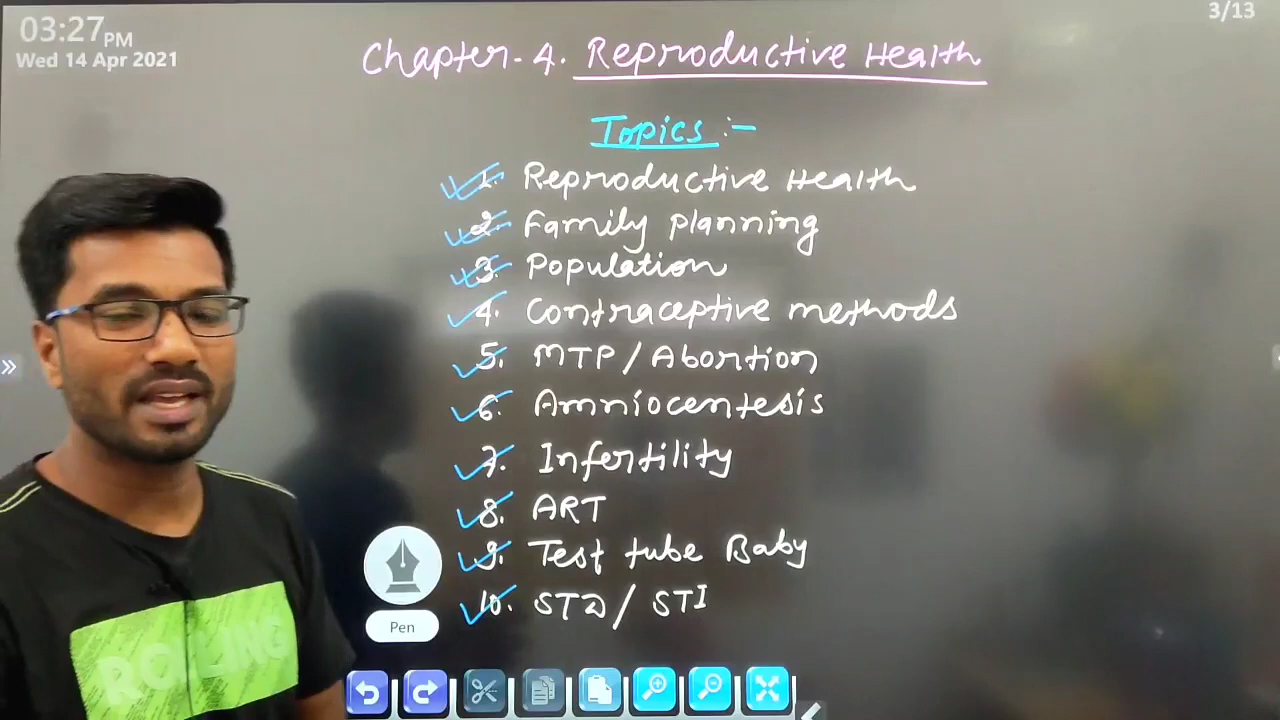 03:27PM
Wed 14 Apr 2021
3/13
Chapter-4. Reproductive Health
Topics :-
1. Reproductive Health
2. Family planning
3. Population
4. Contraceptive methods
5. MTP/Abortion
6. Amniocentesis
7. Infertility
8. ART
9. Test tube Baby
10. STD/ STI
Pen
ROLLING